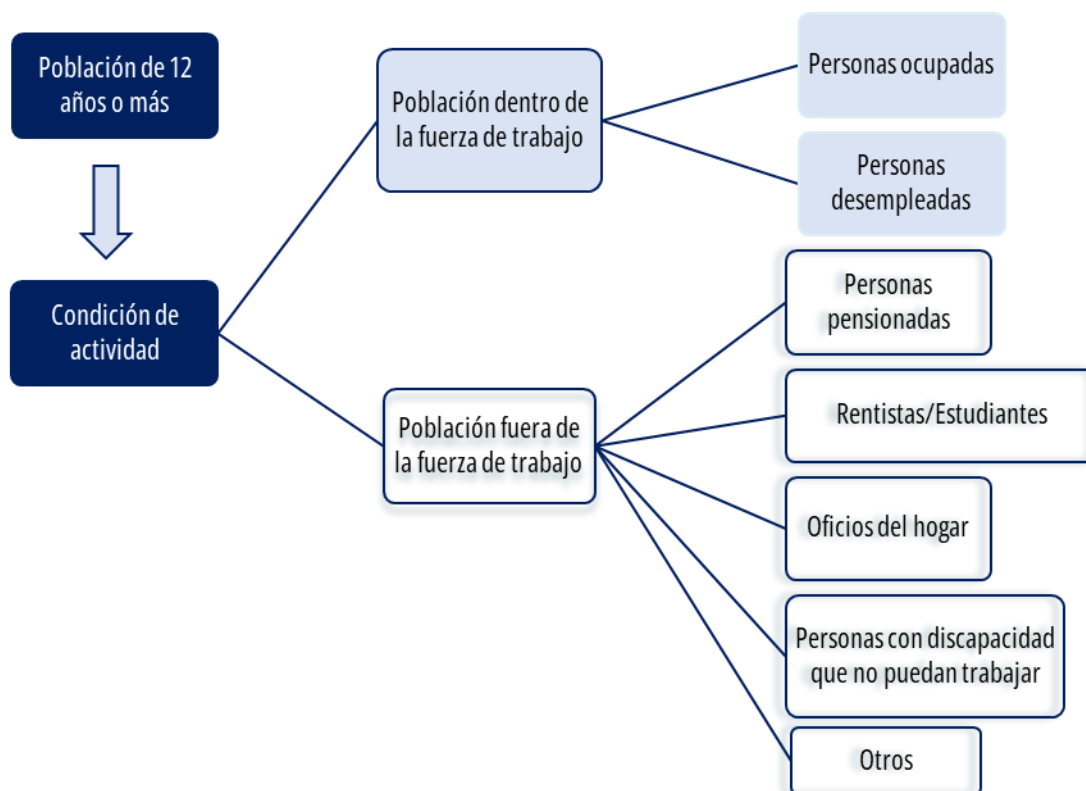 Población de 12
años o más
Condición de
actividad
Población dentro de
la fuerza de trabajo
Personas ocupadas
Personas
desempleadas
Población fuera de
la fuerza de trabajo
Personas
pensionadas
Rentistas/Estudiantes
Oficios del hogar
Personas con discapacidad
que no puedan trabajar
Otros